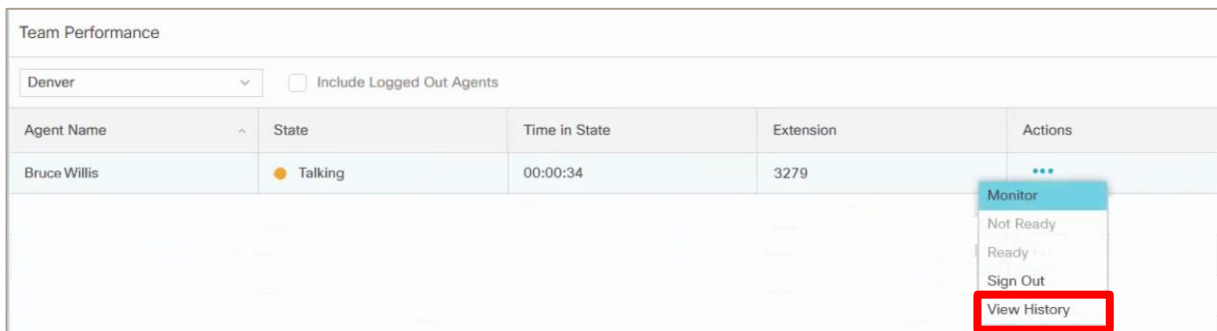 Team Performance
Denver Include Logged Out Agents
Agent Name State Time in State Extension Actions
Bruce Willis Talking 00:00:34 3279
Monitor
Not Ready
Ready
Sign Out
View History